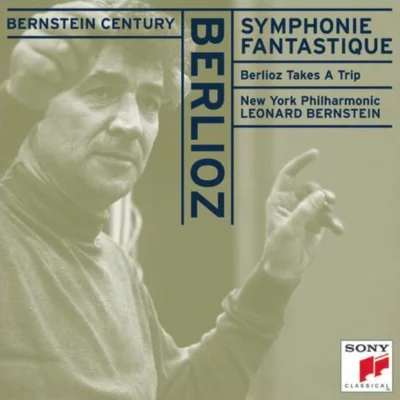 BERNSTEIN CENTURY
BERLIOZ
SYMPHONIE
FANTASTIQUE
Berlioz Takes A Trip
New York Philharmonic
LEONARD BERNSTEIN
SONY
CLASSICAL